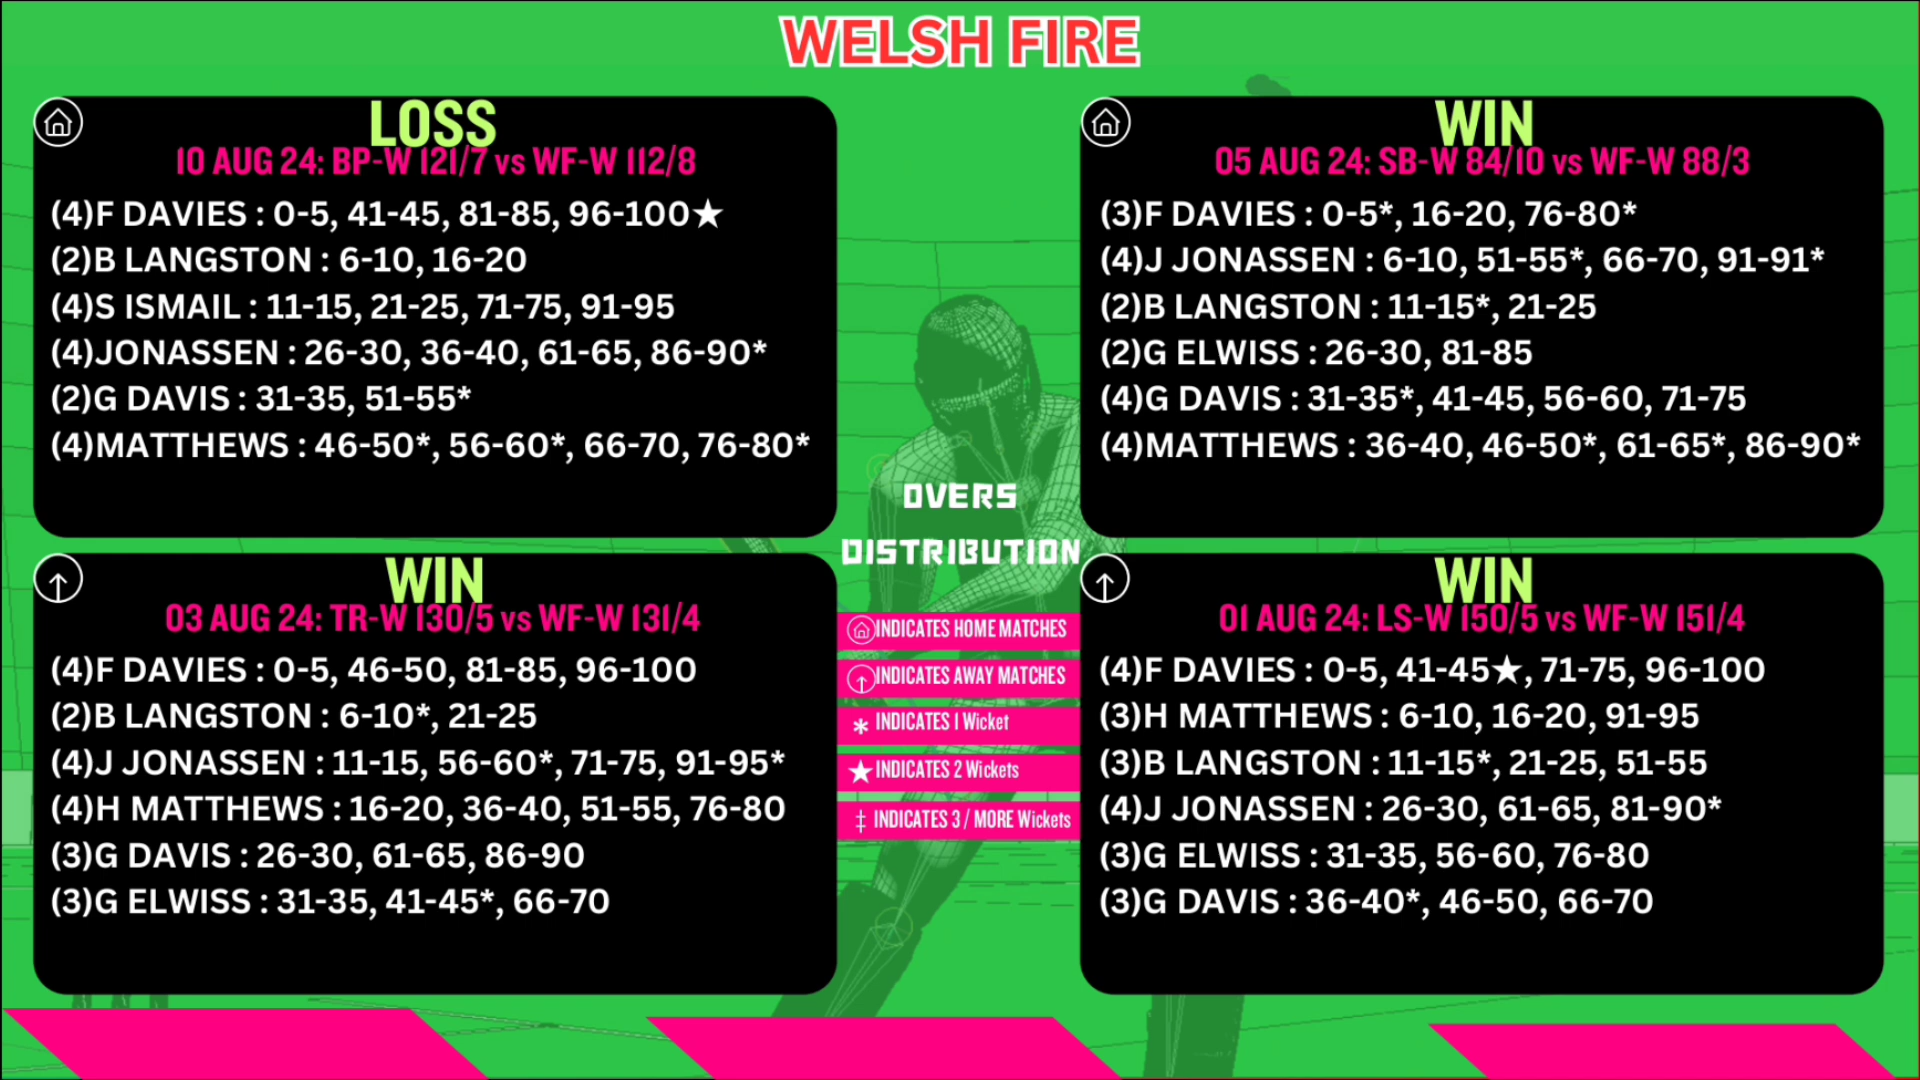 WELSH FIRE
LOSS
10 AUG 24: BP-W 121/7 vs WF-W 112/8
(4)F DAVIES : 0-5, 41-45, 81-85, 96-100★
(2)B LANGSTON : 6-10, 16-20
(4)S ISMAIL : 11-15, 21-25, 71-75, 91-95
(4)JONASSEN : 26-30, 36-40, 61-65, 86-90*
(2)G DAVIS : 31-35, 51-55*
(4)MATTHEWS : 46-50*, 56-60*, 66-70, 76-80*
WIN
05 AUG 24: SB-W 84/10 vs WF-W 88/3
(3)F DAVIES : 0-5*, 16-20, 76-80*
(4)J JONASSEN : 6-10, 51-55*, 66-70, 91-91*
(2)B LANGSTON : 11-15*, 21-25
(2)G ELWISS : 26-30, 81-85
(4)G DAVIS : 31-35*, 41-45, 56-60, 71-75
(4)MATTHEWS : 36-40, 46-50*, 61-65*, 86-90*
OVERS
DISTRIBUTION
INDICATES HOME MATCHES
INDICATES AWAY MATCHES
* INDICATES 1 Wicket
★ INDICATES 2 Wickets
‡ INDICATES 3 / MORE Wickets
WIN
03 AUG 24: TR-W 130/5 vs WF-W 131/4
(4)F DAVIES : 0-5, 46-50, 81-85, 96-100
(2)B LANGSTON : 6-10*, 21-25
(4)J JONASSEN : 11-15, 56-60*, 71-75, 91-95*
(4)H MATTHEWS : 16-20, 36-40, 51-55, 76-80
(3)G DAVIS : 26-30, 61-65, 86-90
(3)G ELWISS : 31-35, 41-45*, 66-70
WIN
01 AUG 24: LS-W 150/5 vs WF-W 151/4
(4)F DAVIES : 0-5, 41-45★, 71-75, 96-100
(3)H MATTHEWS : 6-10, 16-20, 91-95
(3)B LANGSTON : 11-15*, 21-25, 51-55
(4)J JONASSEN : 26-30, 61-65, 81-90*
(3)G ELWISS : 31-35, 56-60, 76-80
(3)G DAVIS : 36-40*, 46-50, 66-70